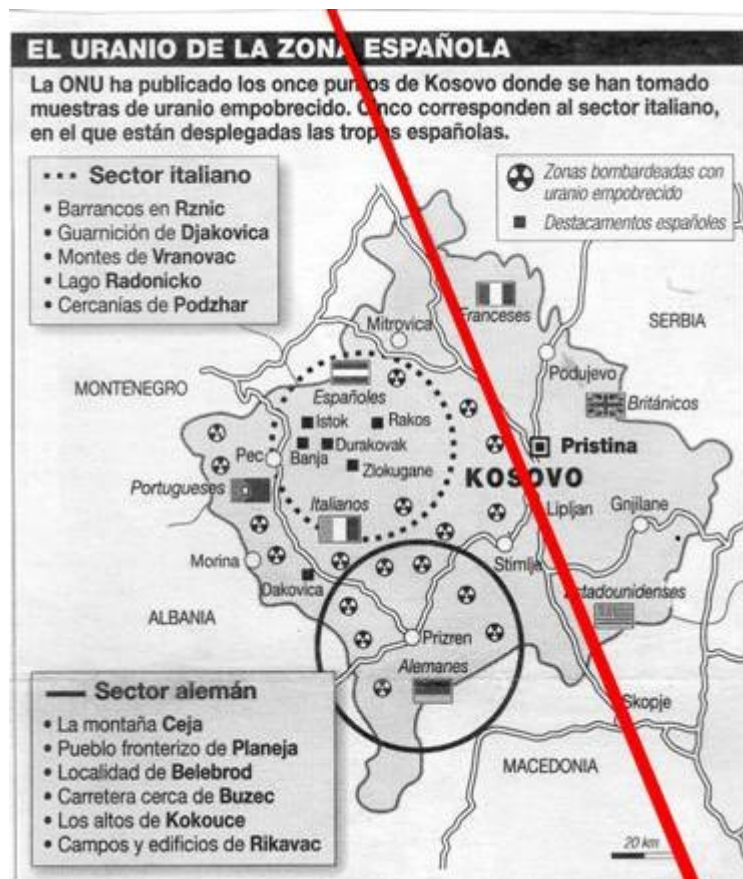 EL URANIO DE LA ZONA ESPAÑOLA
La ONU ha publicado los once puntos de Kosovo donde se han tomado
muestras de uranio empobrecido. Cinco corresponden al sector italiano,
en el que están desplegadas las tropas españolas.
Sector italiano
• Barrancos en Rznic
• Guarnición de Djakovica
• Montes de Vranovac
• Lago Radonicko
• Cercanías de Podzhar
Zonas bombardeadas con
uranio empobrecido
Destacamentos españoles
Franceses
Mitrovica
SERBIA
Podujevo
MONTENEGRO
Españoles
Británicos
Istok
Rakos
Banja
Durakovak
Pristina
Pec
Zlokugane
KOSOVO
Portugueses
Italianos
Lipljan
Gnjilane
Morina
Stimlje
Dakovica
Estadounidenses
ALBANIA
Prizren
Alemanes
Skopje
MACEDONIA
Sector alemán
• La montaña Ceja
• Pueblo fronterizo de Planeja
• Localidad de Belebrod
• Carretera cerca de Buzec
• Los altos de Kokouce
• Campos y edificios de Rikavac
20 km